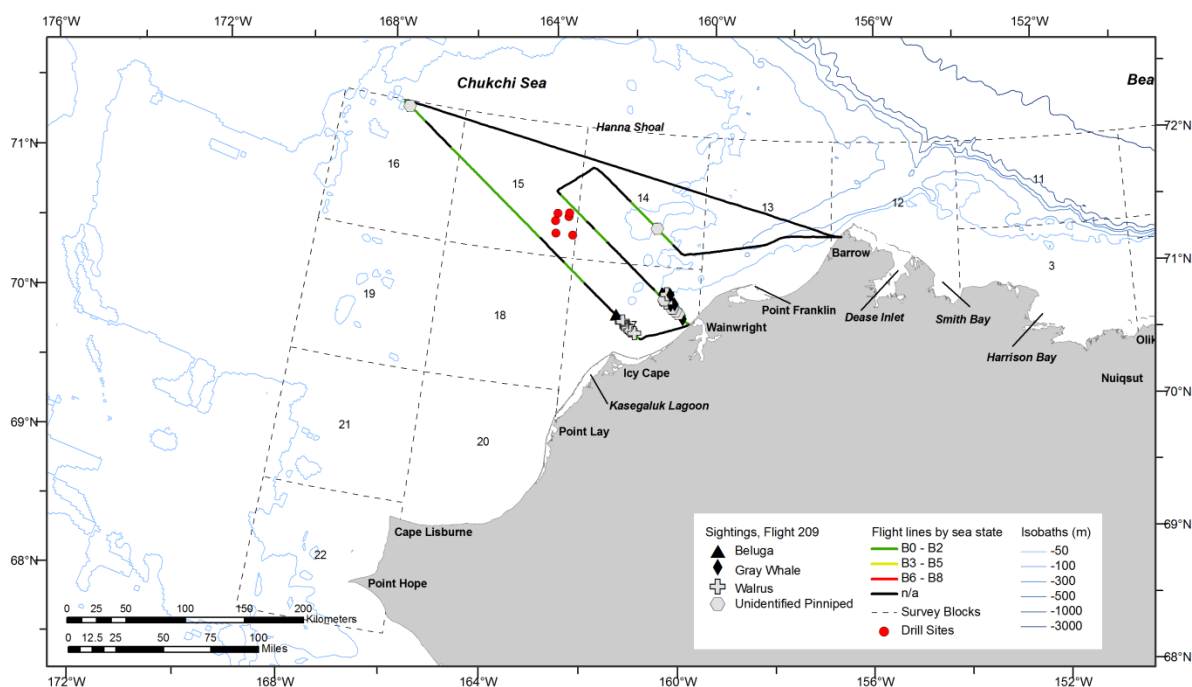 176°W 172°W 168°W 164°W 160°W 156°W 152°W
Chukchi Sea
Bea
72°N
71°N
Hanna Shoal
16
15
14
13
12
11
Barrow
3
71°N
70°N
19
18
Point Franklin
Dease Inlet
Smith Bay
Wainwright
Harrison Bay
Olik
Icy Cape
Nuiqsut
Kasegaluk Lagoon
70°N
69°N
21
20
Point Lay
Cape Lisburne
69°N
68°N
22
Point Hope
0 25 50 100 150 200
Kilometers
0 12.5 25 50 75 100
Miles
Sightings, Flight 209
Beluga
Gray Whale
Walrus
Unidentified Pinniped
Flight lines by sea state
B0 - B2
B3 - B5
B6 - B8
n/a
Survey Blocks
Drill Sites
Isobaths (m)
-50
-100
-300
-500
-1000
-3000
68°N
172°W 168°W 164°W 160°W 156°W 152°W